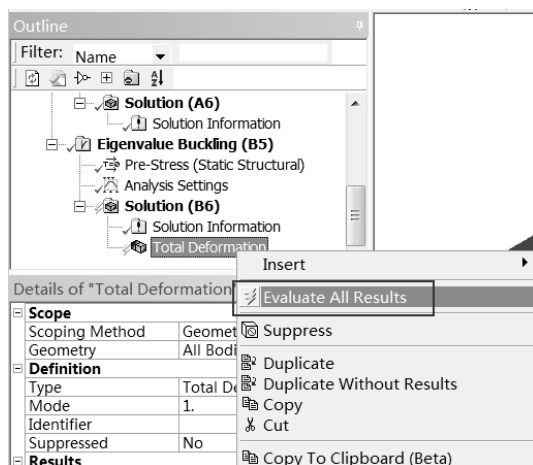 Outline
Filter: Name
Solution (A6)
Solution Information
Eigenvalue Buckling (B5)
Pre-Stress (Static Structural)
Analysis Settings
Solution (B6)
Solution Information
Total Deformation
Insert
Details of "Total Deformation
Evaluate All Results
Scope
Scoping Method Geomet
Suppress
Geometry All Bodi
Definition
Duplicate
Type Total De
Duplicate Without Results
Mode 1.
Copy
Identifier
Cut
Suppressed No
Results
Copy To Clipboard (Beta)